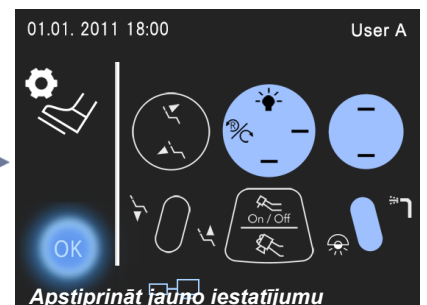 01.01. 2011 18:00 User A
R
On / Off
OK
Apstiprināt jauno iestatījumu